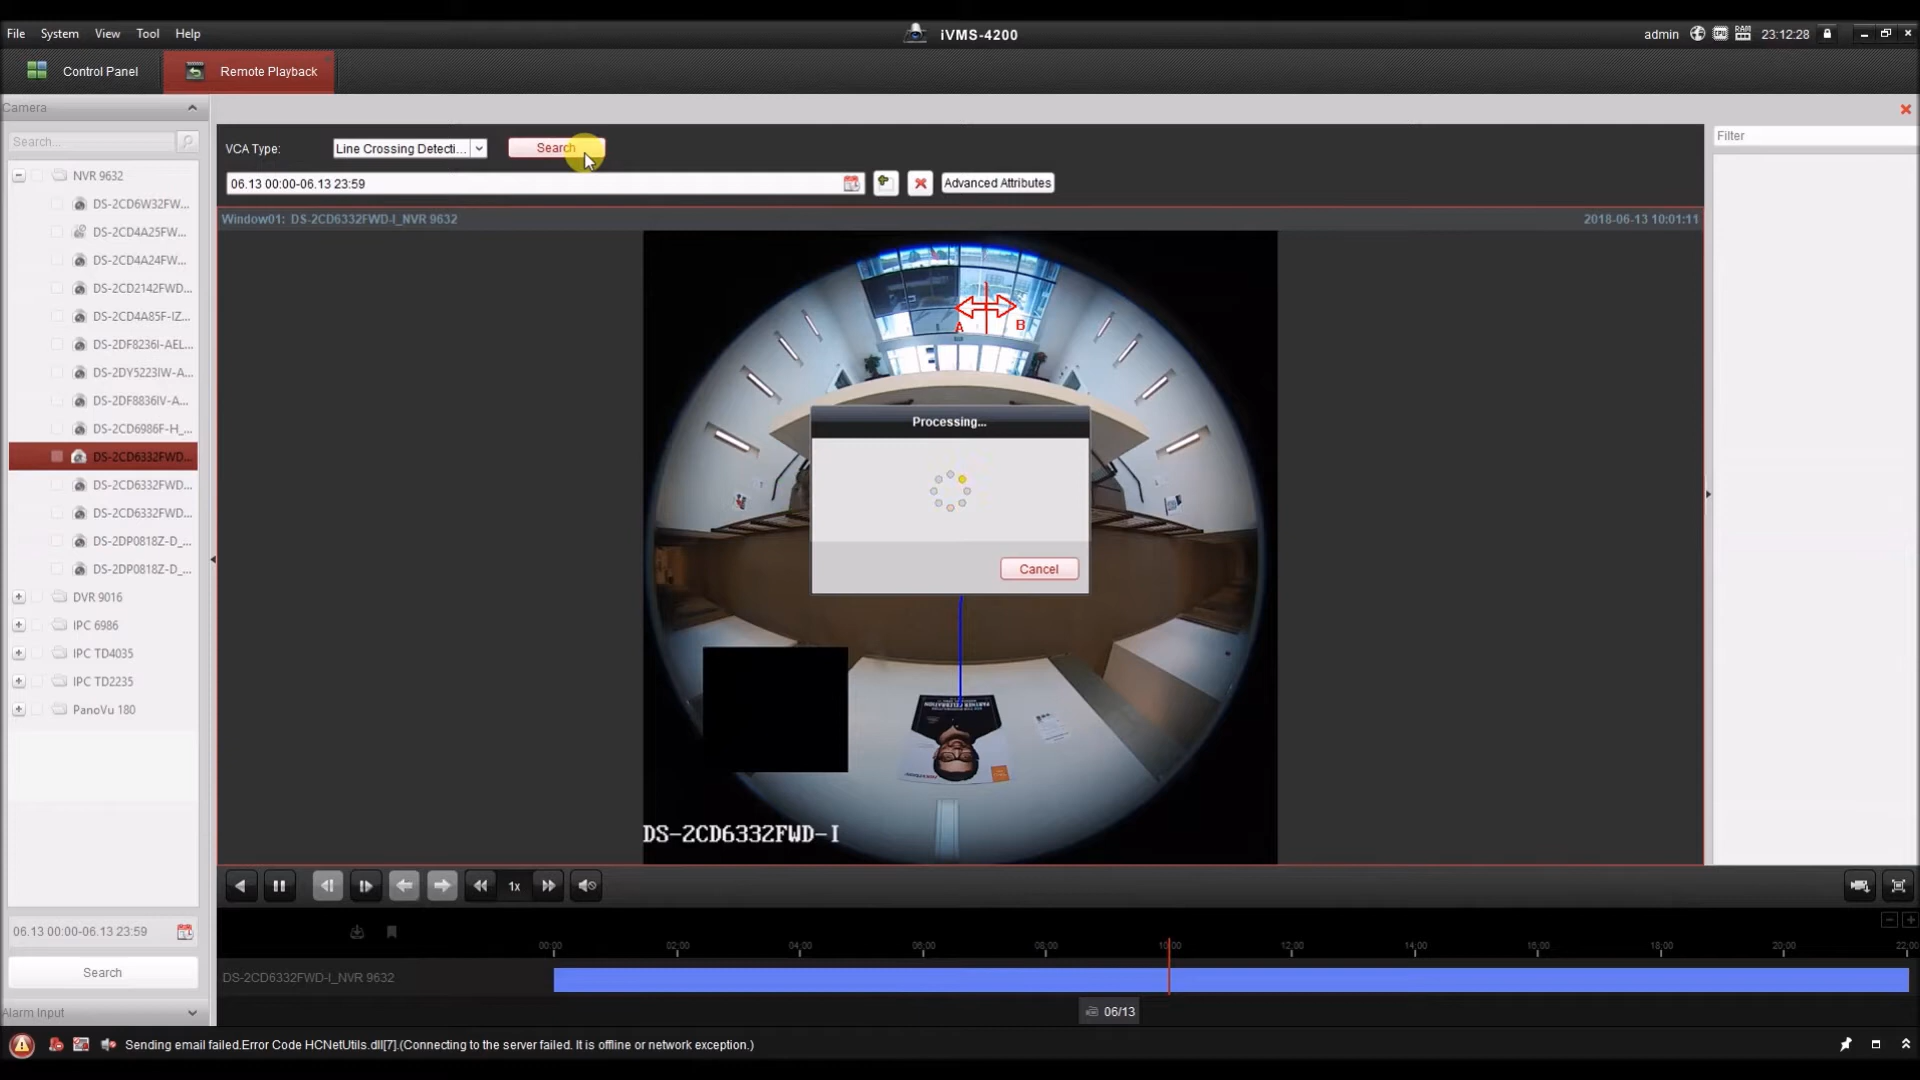 File System View Tool Help
iVMS-4200
admin
CPU
RAM
23:12:28
Control Panel
Remote Playback
Camera
Search...
NVR 9632
DS-2CD6W32FW...
DS-2CD4A25FW...
DS-2CD4A24FW...
DS-2CD2142FWD...
DS-2CD4A85F-IZ...
DS-2DF8236I-AEL...
DS-2DY5223IW-A...
DS-2DF8836IV-A...
DS-2CD6986F-H_...
DS-2CD6332FWD...
DS-2CD6332FWD...
DS-2CD6332FWD...
DS-2DP0818Z-D_...
DS-2DP0818Z-D_...
DVR 9016
IPC 6986
IPC TD4035
IPC TD2235
PanoVu 180
06.13 00:00-06.13 23:59
Search
Alarm Input
VCA Type:
Line Crossing Detecti...
Search
06.13 00:00-06.13 23:59
Advanced Attributes
Window01: DS-2CD6332FWD-I_NVR 9632
2018-06-13 10:01:11
A B
Processing...
Cancel
PARTNER CELEBRATION
DS-2CD6332FWD-I
Filter
1x
00:00 02:00 04:00 06:00 08:00 10:00 12:00 14:00 16:00 18:00 20:00 22:00
DS-2CD6332FWD-I_NVR 9632
06/13
Sending email failed.Error Code HCNetUtils.dll[7].(Connecting to the server failed. It is offline or network exception.)